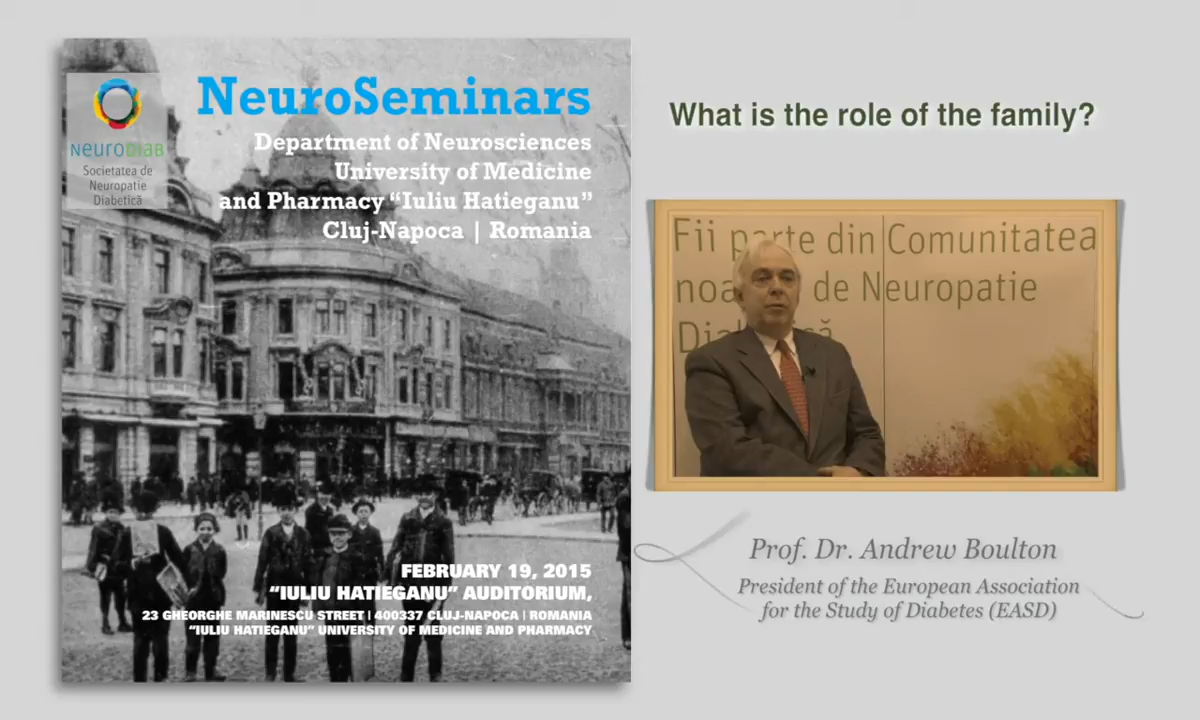 NEURODIAB
Societatea de
Neuropatie
Diabetică
NeuroSeminars
Department of Neurosciences
University of Medicine
and Pharmacy “Iuliu Hatieganu”
Cluj-Napoca | Romania
FEBRUARY 19, 2015
“IULIU HATIEGANU” AUDITORIUM,
23 GHEORGHE MARINESCU STREET | 400337 CLUJ-NAPOCA | ROMANIA
“IULIU HATIEGANU” UNIVERSITY OF MEDICINE AND PHARMACY
What is the role of the family?
Fii parte din Comunitatea
de Neuropatie
Prof. Dr. Andrew Boulton
President of the European Association
for the Study of Diabetes (EASD)